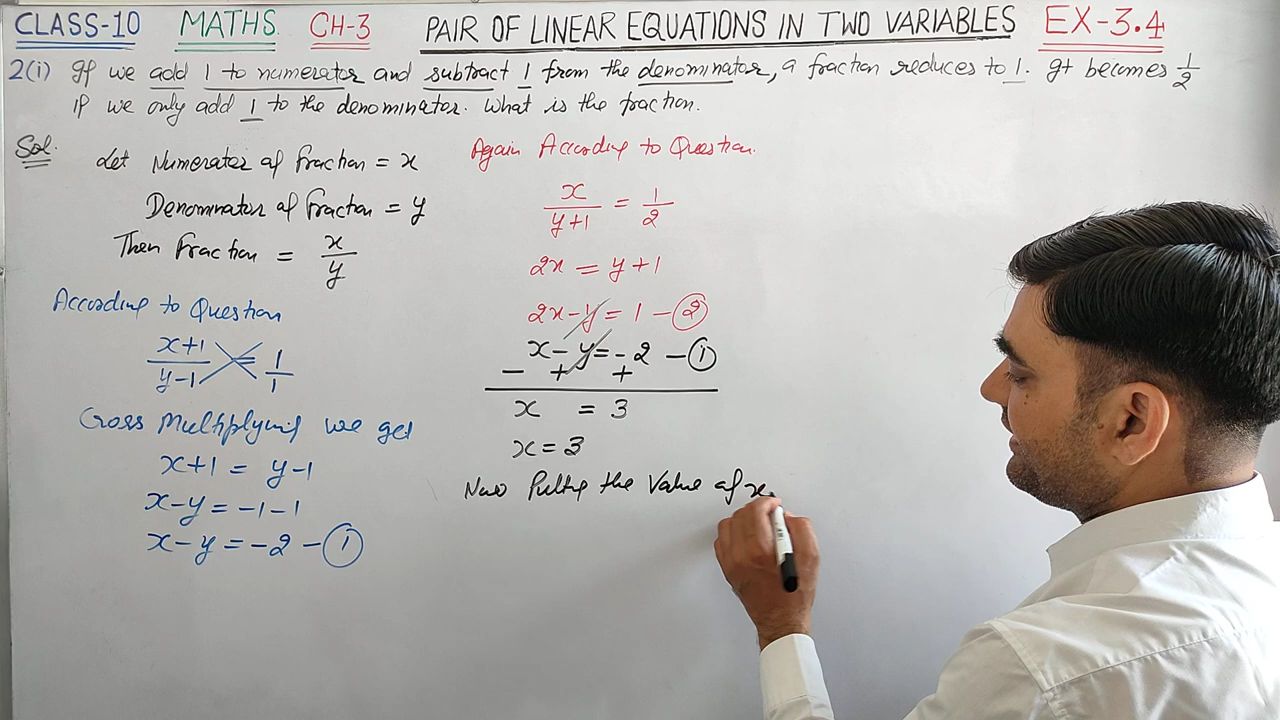 CLASS-10 MATHS CH-3 PAIR OF LINEAR EQUATIONS IN TWO VARIABLES EX-3.4
2(i) If we add 1 to numerator and subtract 1 from the denominator, a fraction reduces to 1. It becomes 1/2
if we only add 1 to the denominator. What is the fraction.
Sol.
Let Numerator of fraction = x
Denominator of fraction = y
Then Fraction = x/y
According to Question
x+1/y-1 = 1/1
Cross Multiplying we get
x+1 = y-1
x-y = -1-1
x-y = -2 - (1)
Again According to Question.
x/y+1 = 1/2
2x = y+1
2x-y = 1 - (2)
x-y = -2 - (1)
- + +
x = 3
x = 3
Now Putting the Value of x